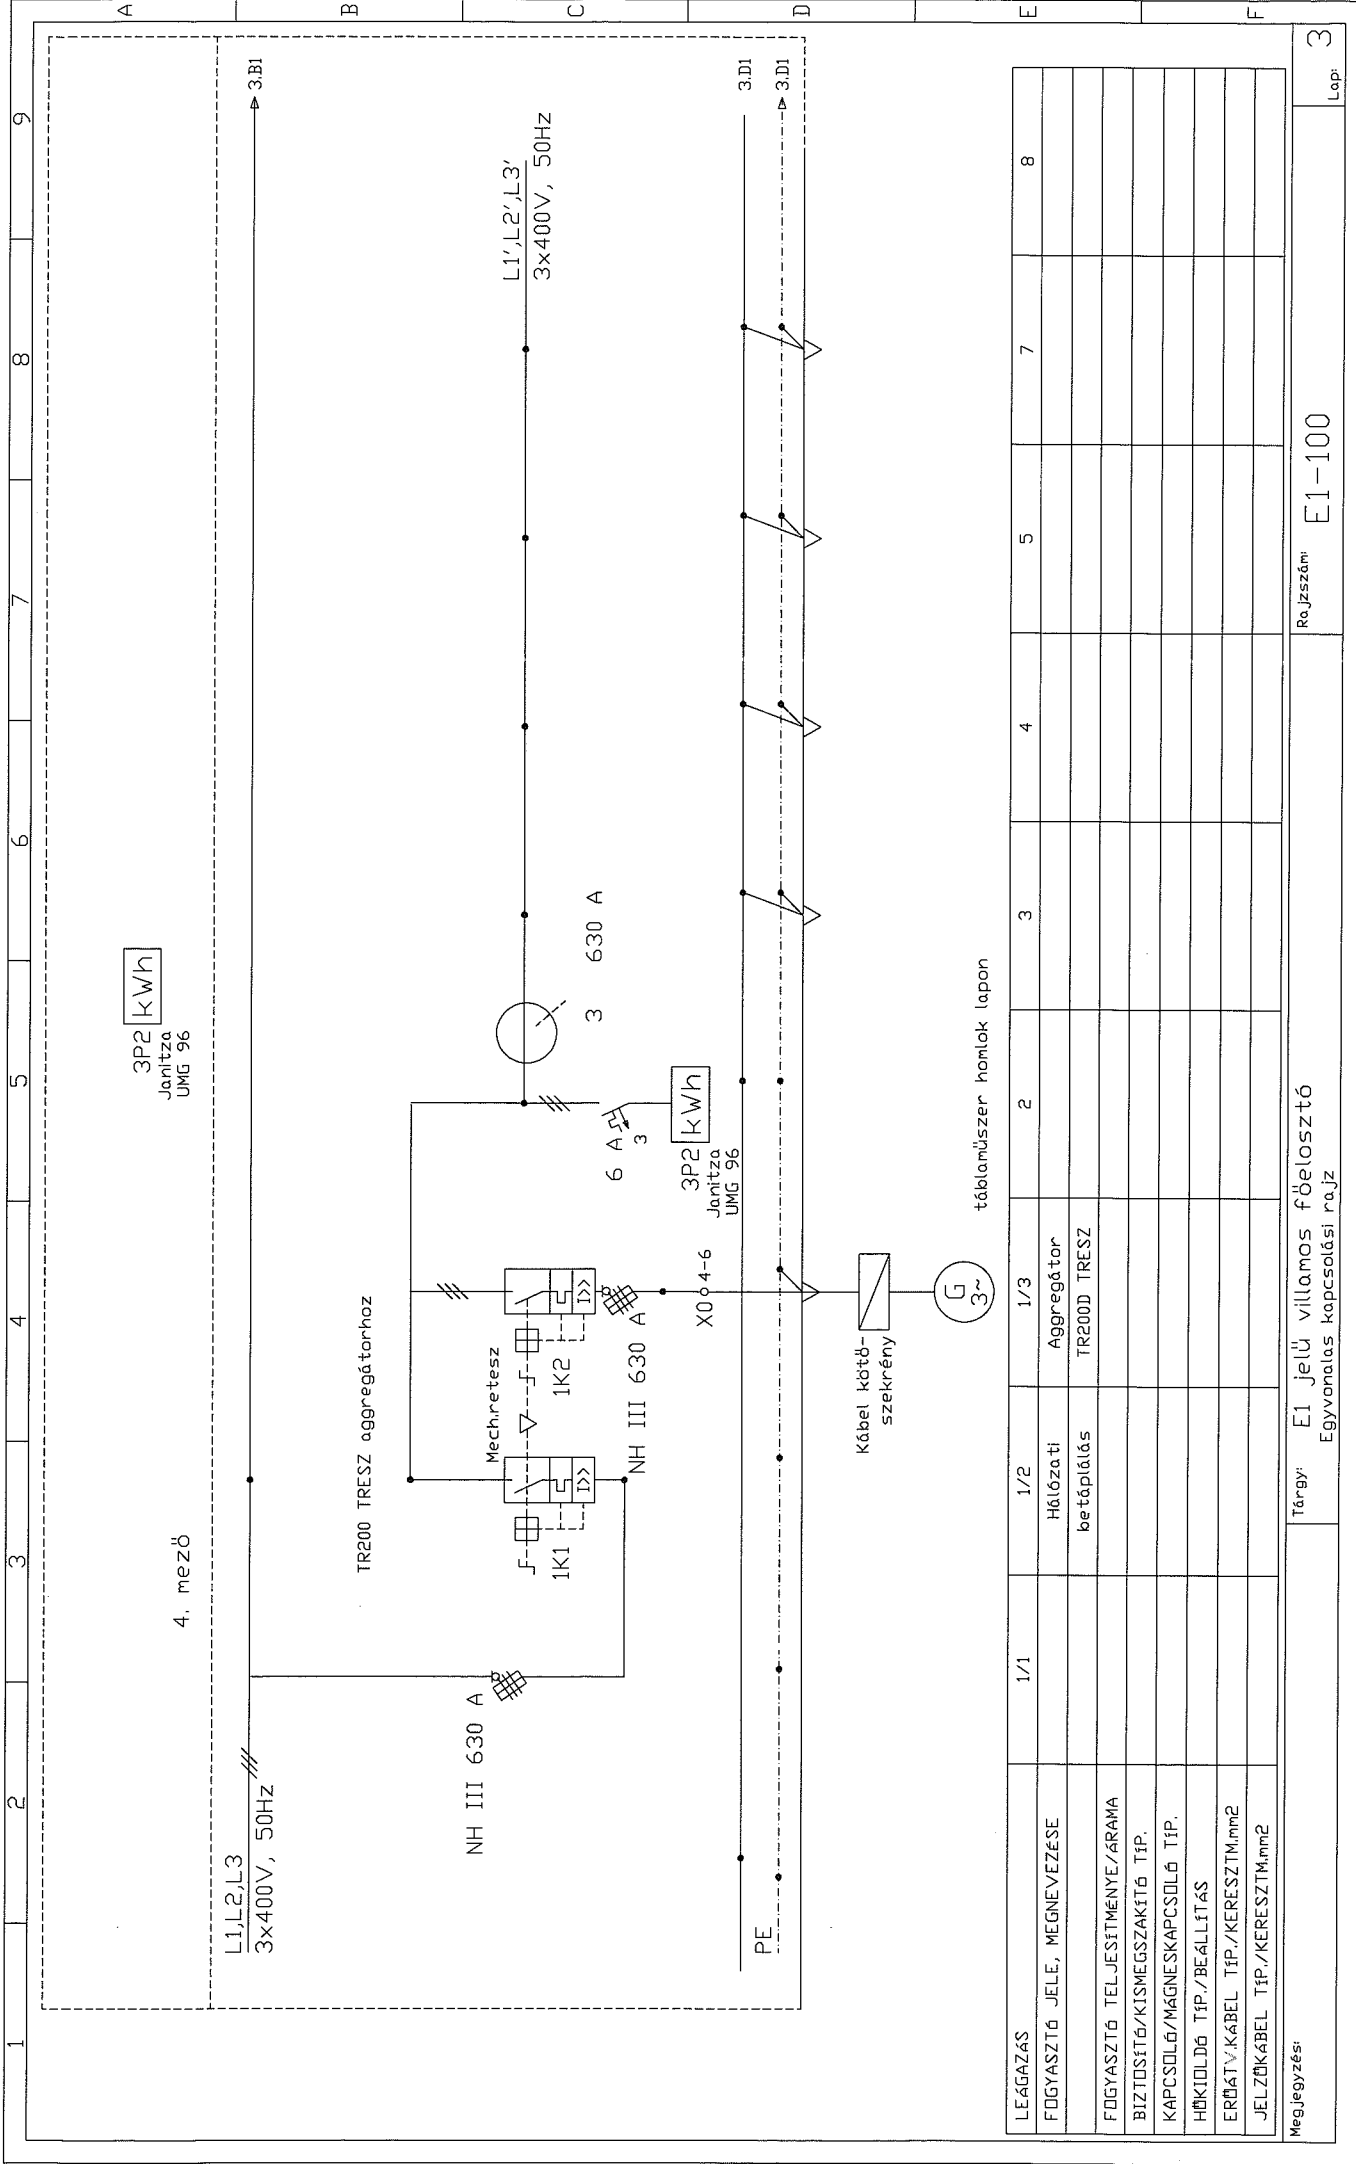 1 2 3 4 5 6 7 8 9
A
B
C
D
E
F
4. mező
3P2 kWh
Janitza
UMG 96
L1,L2,L3
3x400V, 50Hz
3.B1
TR200 TRESZ aggregátorhoz
NH III 630 A
Mech.retesz
1K1
I>>
1K2
I>>
NH III 630 A
6 A
3
3P2 kWh
Janitza
UMG 96
3
630 A
L1',L2',L3'
3x400V, 50Hz
X0 4-6
3.D1
PE
3.D1
Kábel kötő-
szekrény
G
3~
táblaműszer homlok lapon
LEÁGAZÁS 1/1 1/2 1/3 2 3 4 5 7 8
FOGYASZTÓ JELE, MEGNEVEZÉSE Hálózati Aggregátor
betáplálás TR200D TRESZ
FOGYASZTÓ TELJESÍTMÉNYE/ÁRAMA
BIZTOSÍTÓ/KISMEGSZAKÍTÓ TÍP.
KAPCSOLÓ/MÁGNESKAPCSOLÓ TÍP.
HŐKIOLDÓ TÍP./BEÁLLÍTÁS
ERŐÁTV.KÁBEL TÍP./KERESZTM.mm2
JELZŐKÁBEL TÍP./KERESZTM.mm2
Megjegyzés:
Tárgy: E1 jelű villamos főelosztó
Egyvonalas kapcsolási rajz
Rajzszám: E1-100
Lap: 3